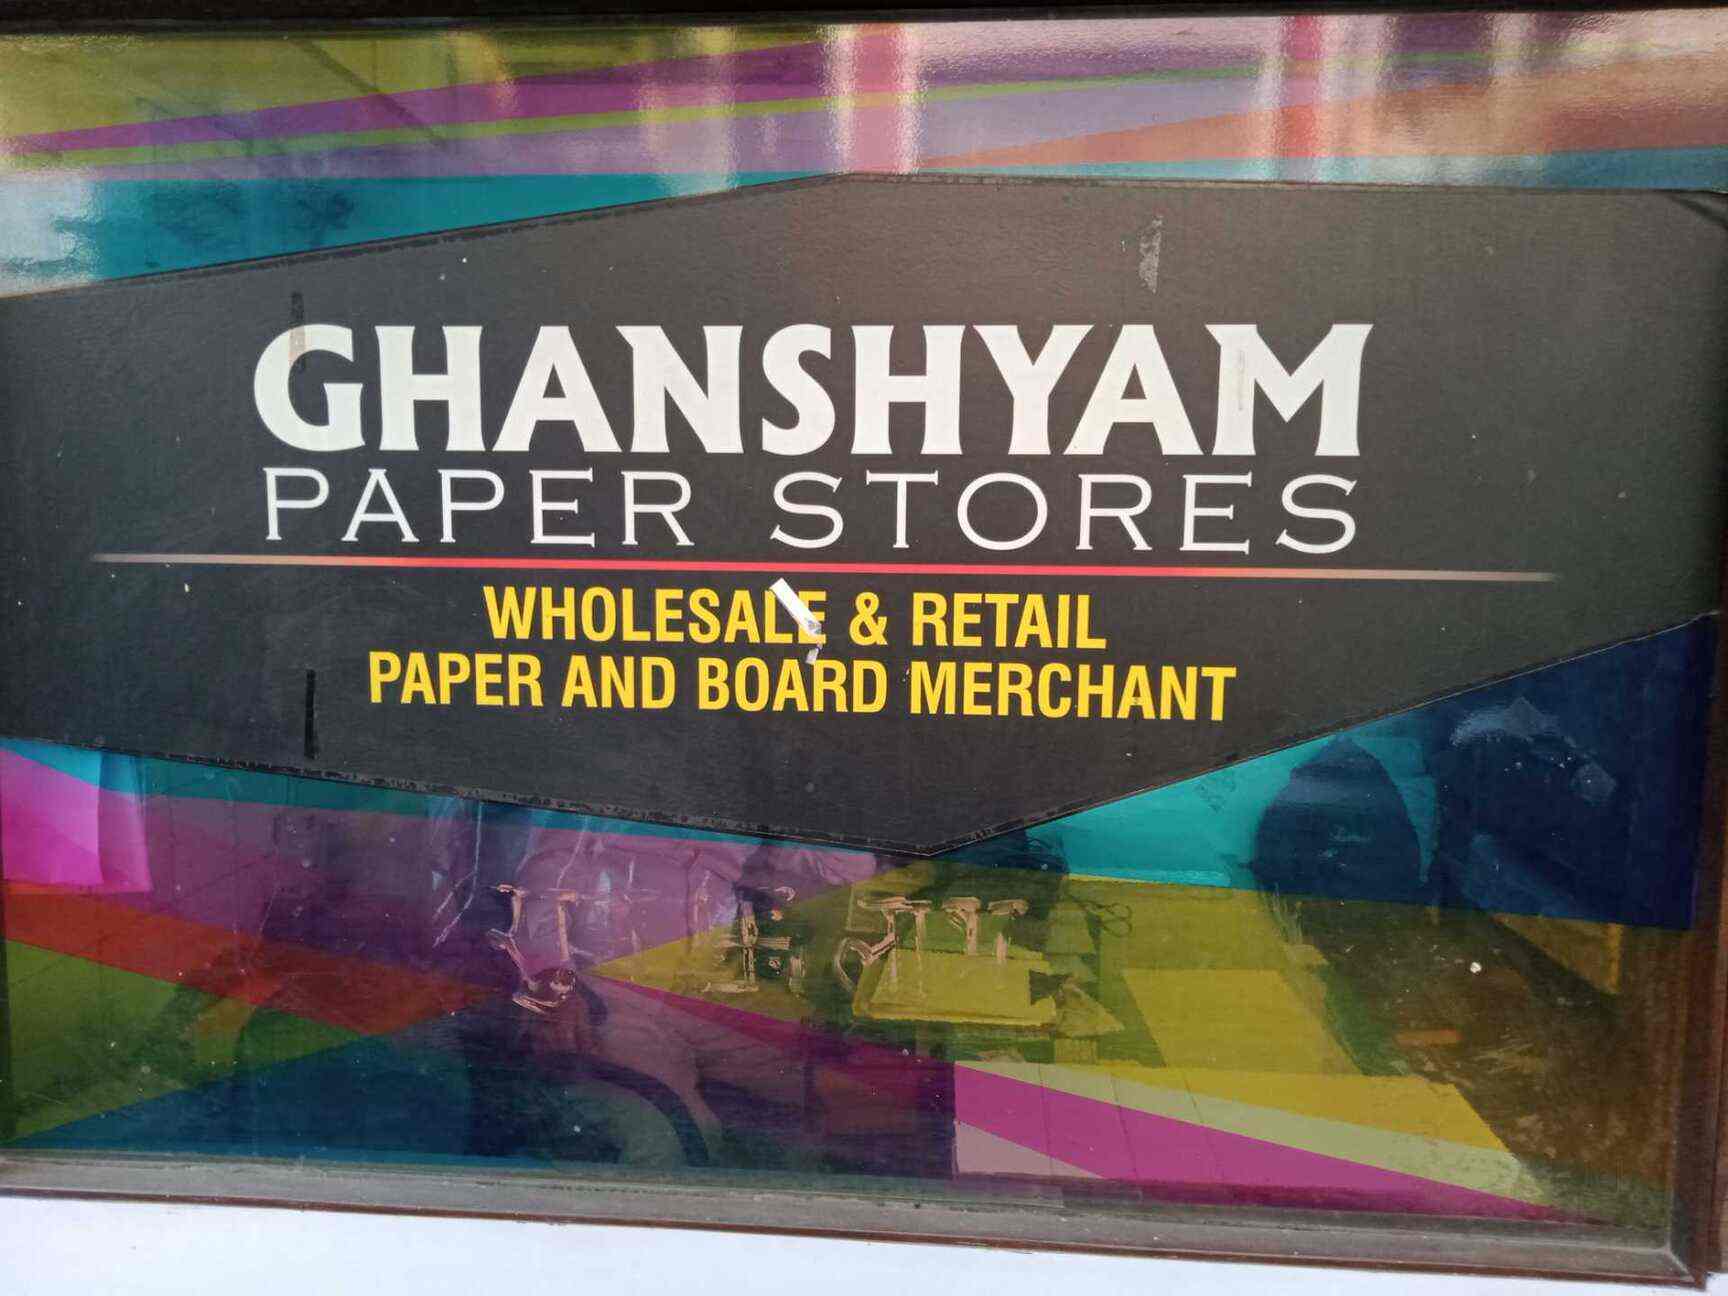 GHANSHYAM
PAPER STORES
WHOLESALE & RETAIL
PAPER AND BOARD MERCHANT